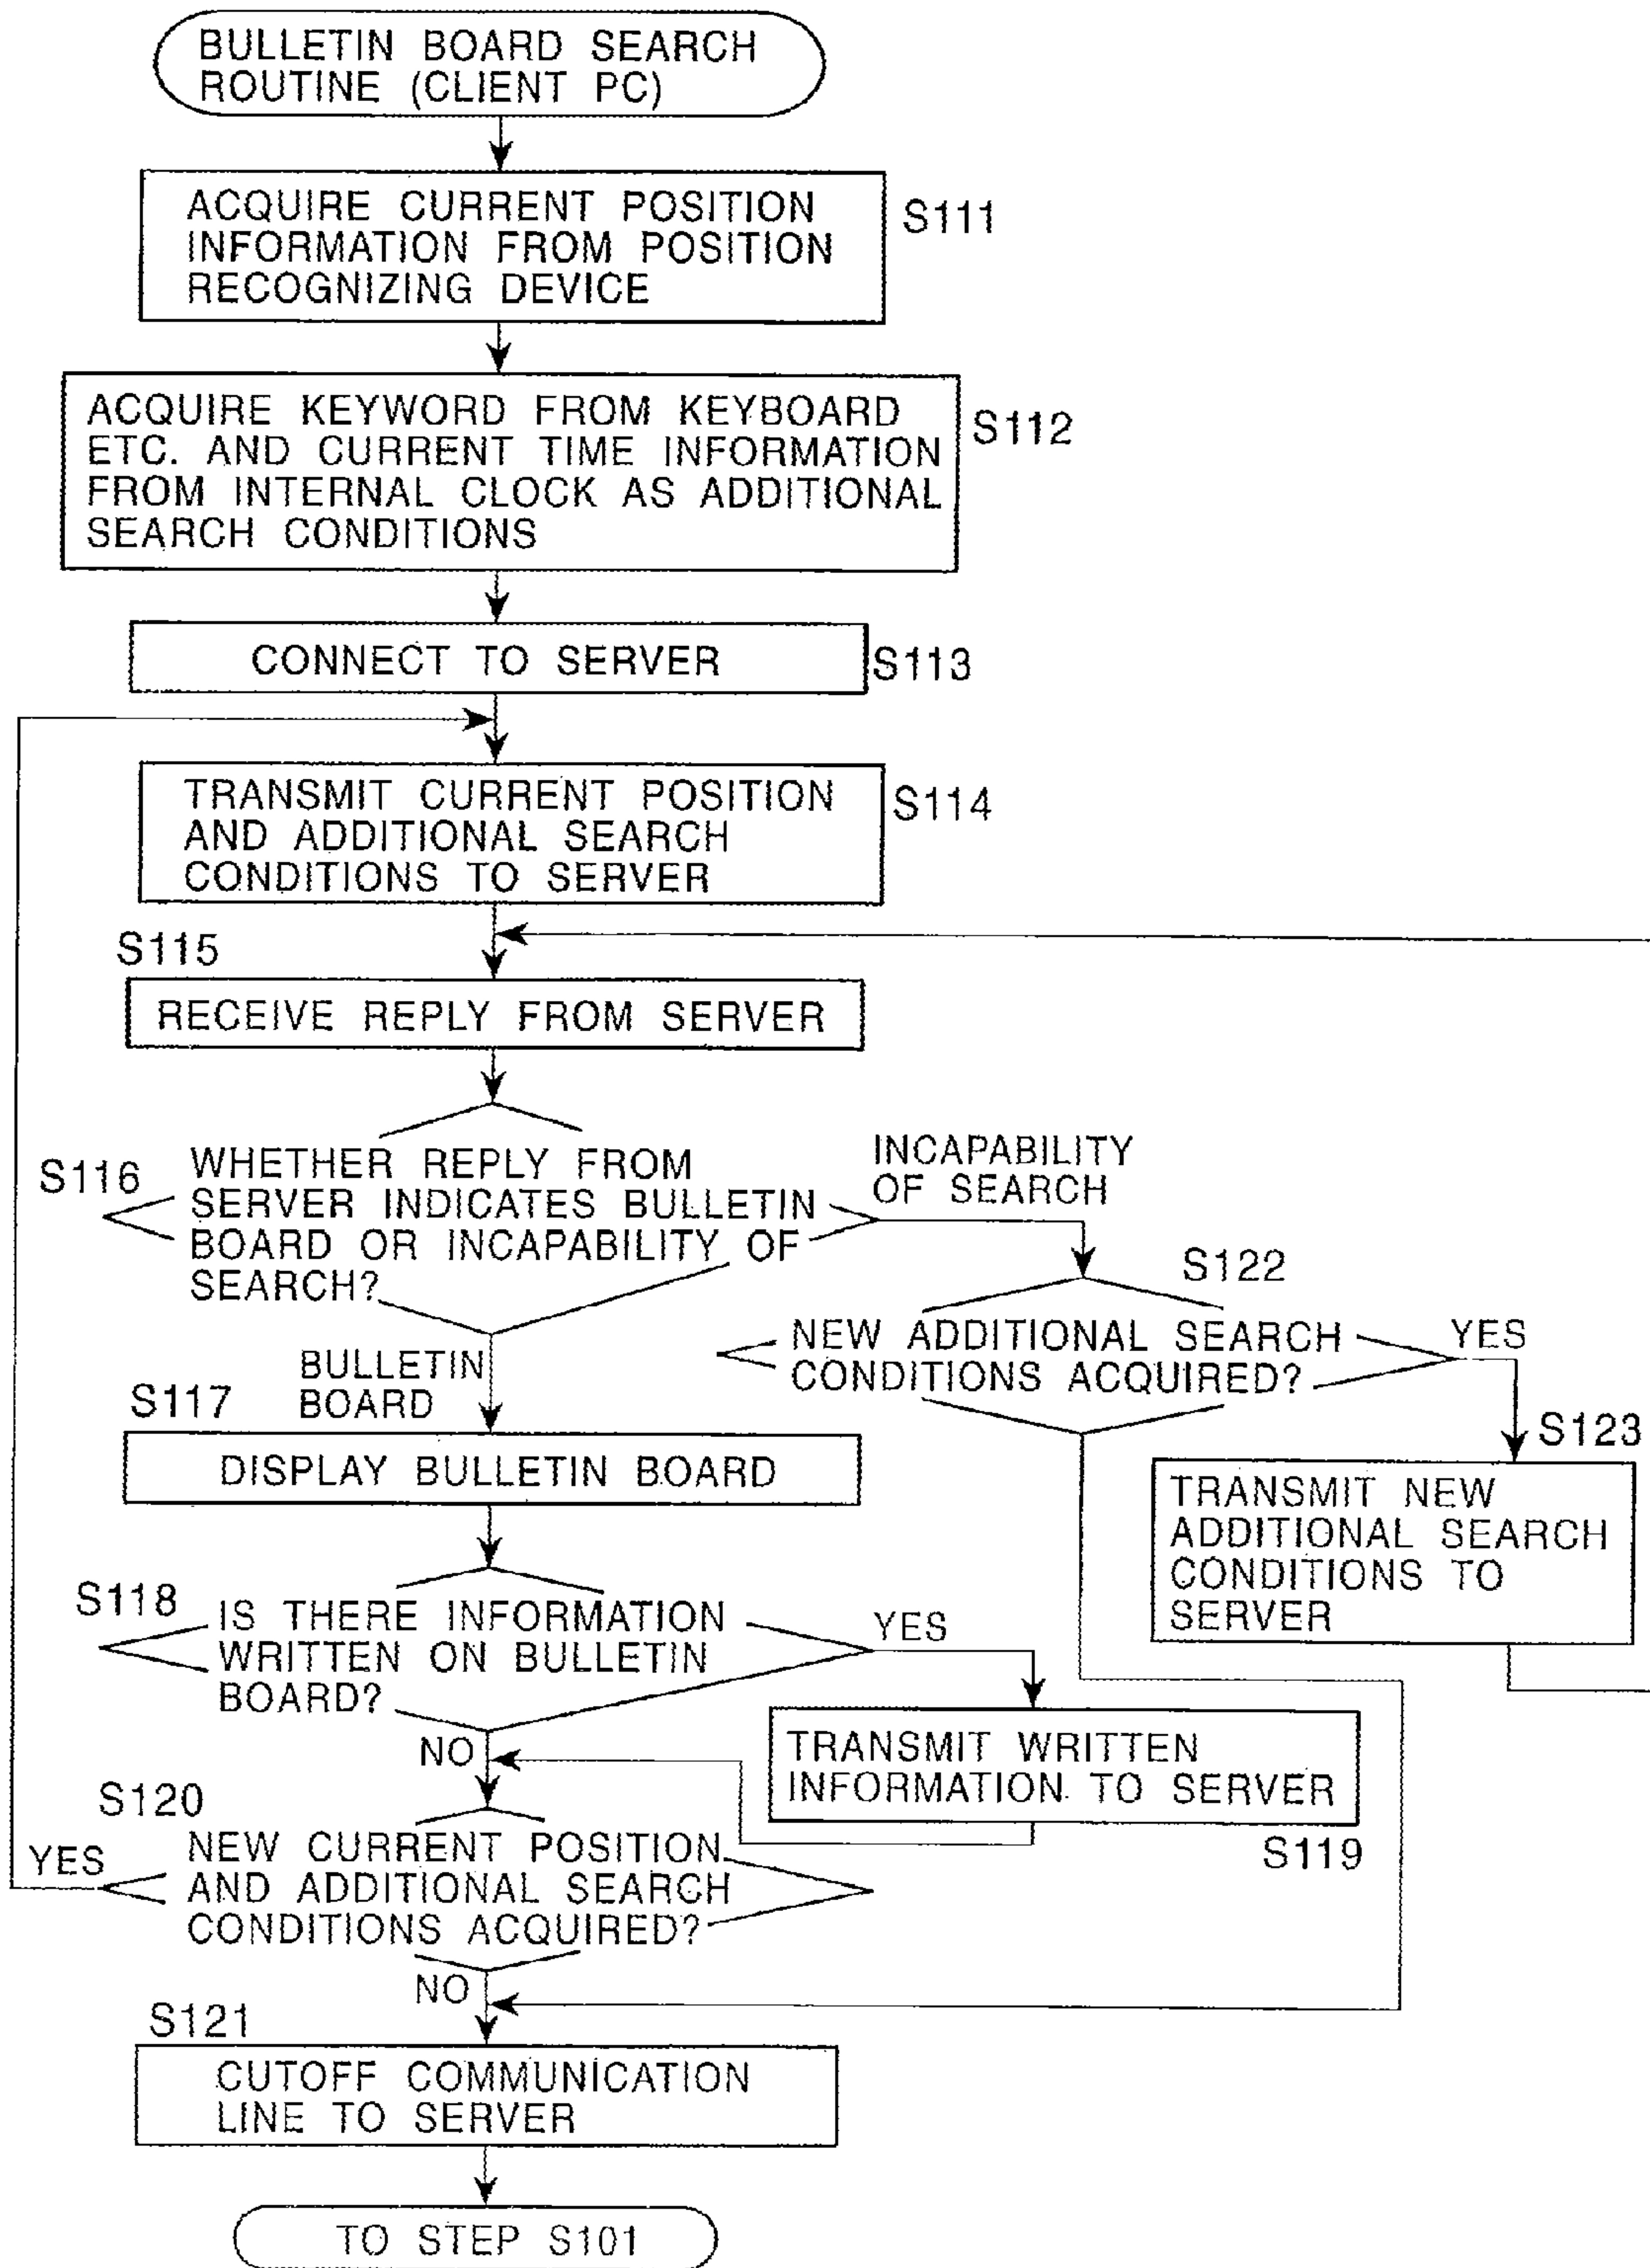 BULLETIN BOARD SEARCH
ROUTINE (CLIENT PC)
ACQUIRE CURRENT POSITION
INFORMATION FROM POSITION
RECOGNIZING DEVICE
S111
ACQUIRE KEYWORD FROM KEYBOARD
ETC. AND CURRENT TIME INFORMATION
FROM INTERNAL CLOCK AS ADDITIONAL
SEARCH CONDITIONS
S112
CONNECT TO SERVER
S113
TRANSMIT CURRENT POSITION
AND ADDITIONAL SEARCH
CONDITIONS TO SERVER
S114
S115
RECEIVE REPLY FROM SERVER
S116
WHETHER REPLY FROM
SERVER INDICATES BULLETIN
BOARD OR INCAPABILITY OF
SEARCH?
INCAPABILITY
OF SEARCH
S122
NEW ADDITIONAL SEARCH
CONDITIONS ACQUIRED?
YES
BULLETIN
BOARD
S117
DISPLAY BULLETIN BOARD
S123
TRANSMIT NEW
ADDITIONAL SEARCH
CONDITIONS TO
SERVER
S118
IS THERE INFORMATION
WRITTEN ON BULLETIN
BOARD?
YES
NO
TRANSMIT WRITTEN
INFORMATION TO SERVER
S119
S120
YES
NEW CURRENT POSITION
AND ADDITIONAL SEARCH
CONDITIONS ACQUIRED?
NO
S121
CUTOFF COMMUNICATION
LINE TO SERVER
TO STEP S101